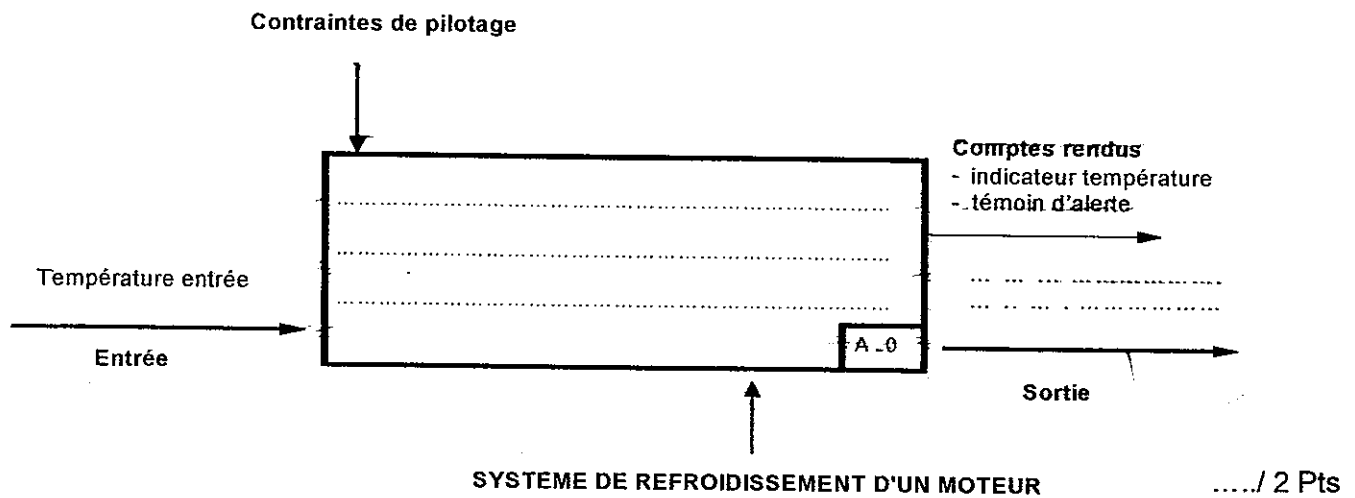 Contraintes de pilotage
Comptes rendus
- indicateur température
- témoin d'alerte
Température entrée
Entrée
A -0
Sortie
SYSTEME DE REFROIDISSEMENT D'UN MOTEUR
...../ 2 Pts